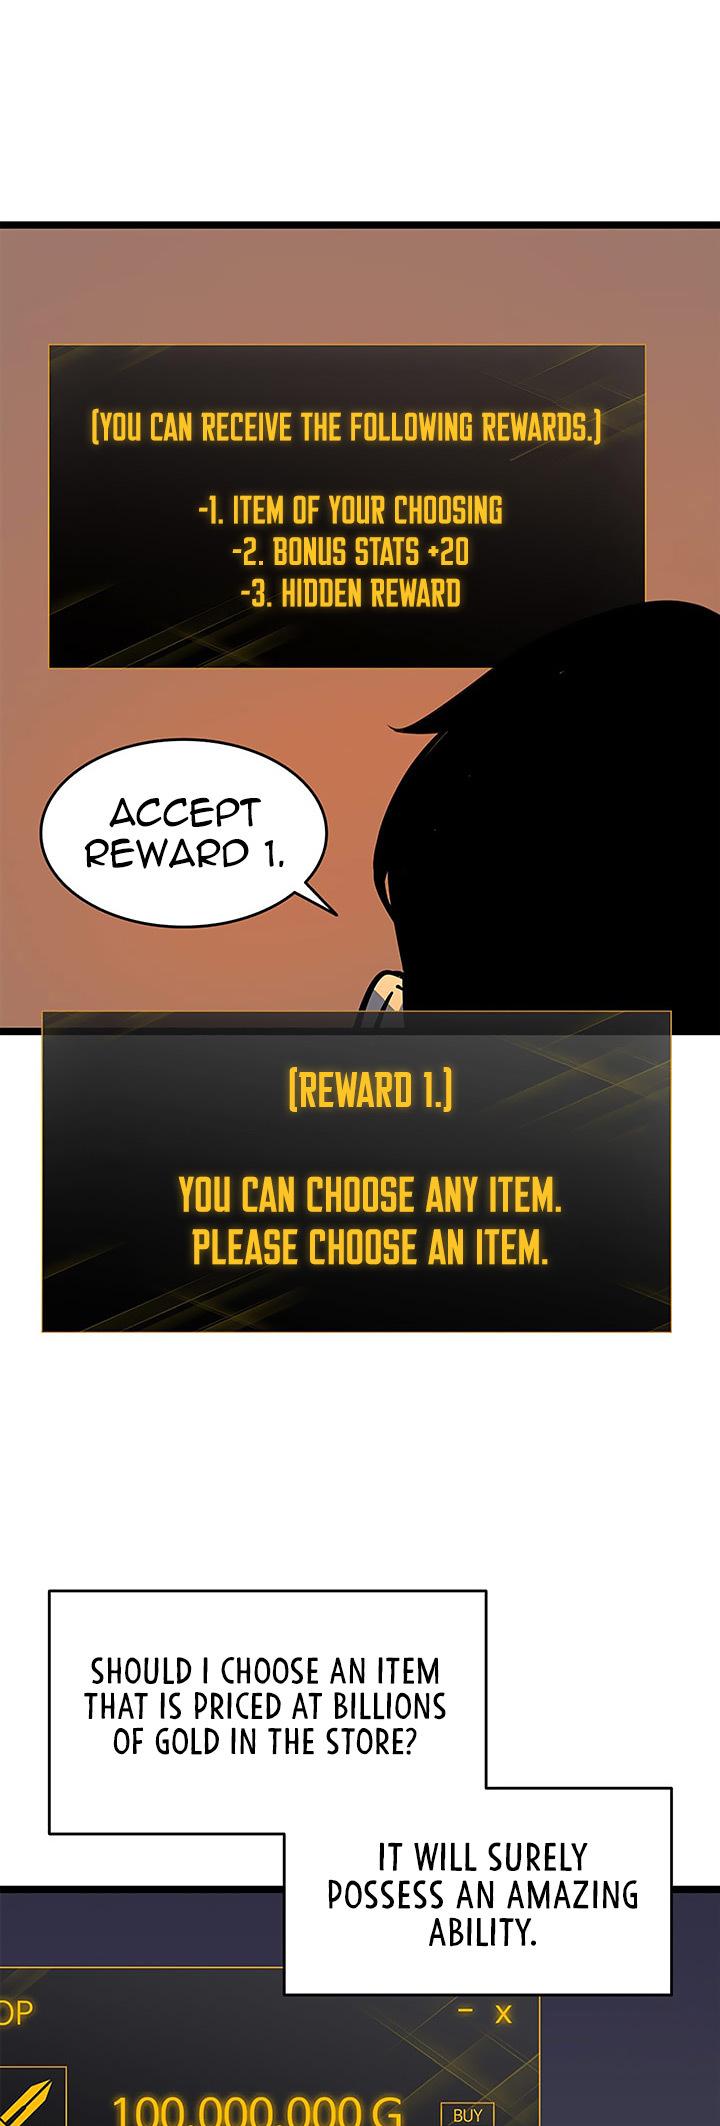 (YOU CAN RECEIVE THE FOLLOWING REWARDS.)
-1. ITEM OF YOUR CHOOSING
-2. BONUS STATS +20
-3. HIDDEN REWARD
ACCEPT
REWARD 1.
(REWARD 1.)
YOU CAN CHOOSE ANY ITEM.
PLEASE CHOOSE AN ITEM.
SHOULD I CHOOSE AN ITEM
THAT IS PRICED AT BILLIONS
OF GOLD IN THE STORE?
IT WILL SURELY
POSSESS AN AMAZING
ABILITY.
OP - x
100,000,000 G BUY